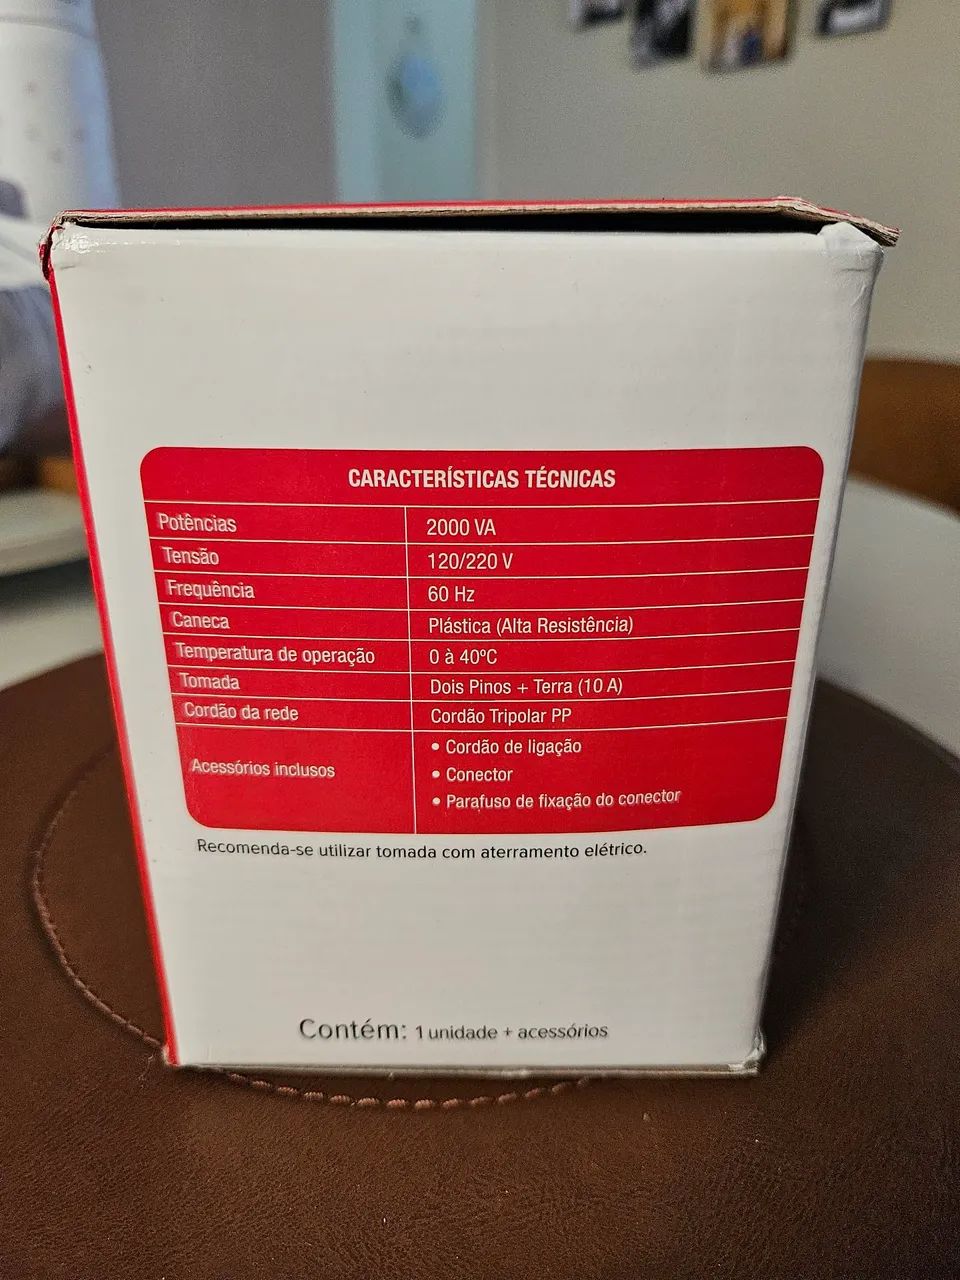 CARACTERÍSTICAS TÉCNICAS
Potências 2000 VA
Tensão 120/220 V
Frequência 60 Hz
Caneca Plástica (Alta Resistência)
Temperatura de operação 0 à 40ºC
Tomada Dois Pinos + Terra (10 A)
Cordão da rede Cordão Tripolar PP
Acessórios inclusos
• Cordão de ligação
• Conector
• Parafuso de fixação do conector
Recomenda-se utilizar tomada com aterramento elétrico.
Contém: 1 unidade + acessórios